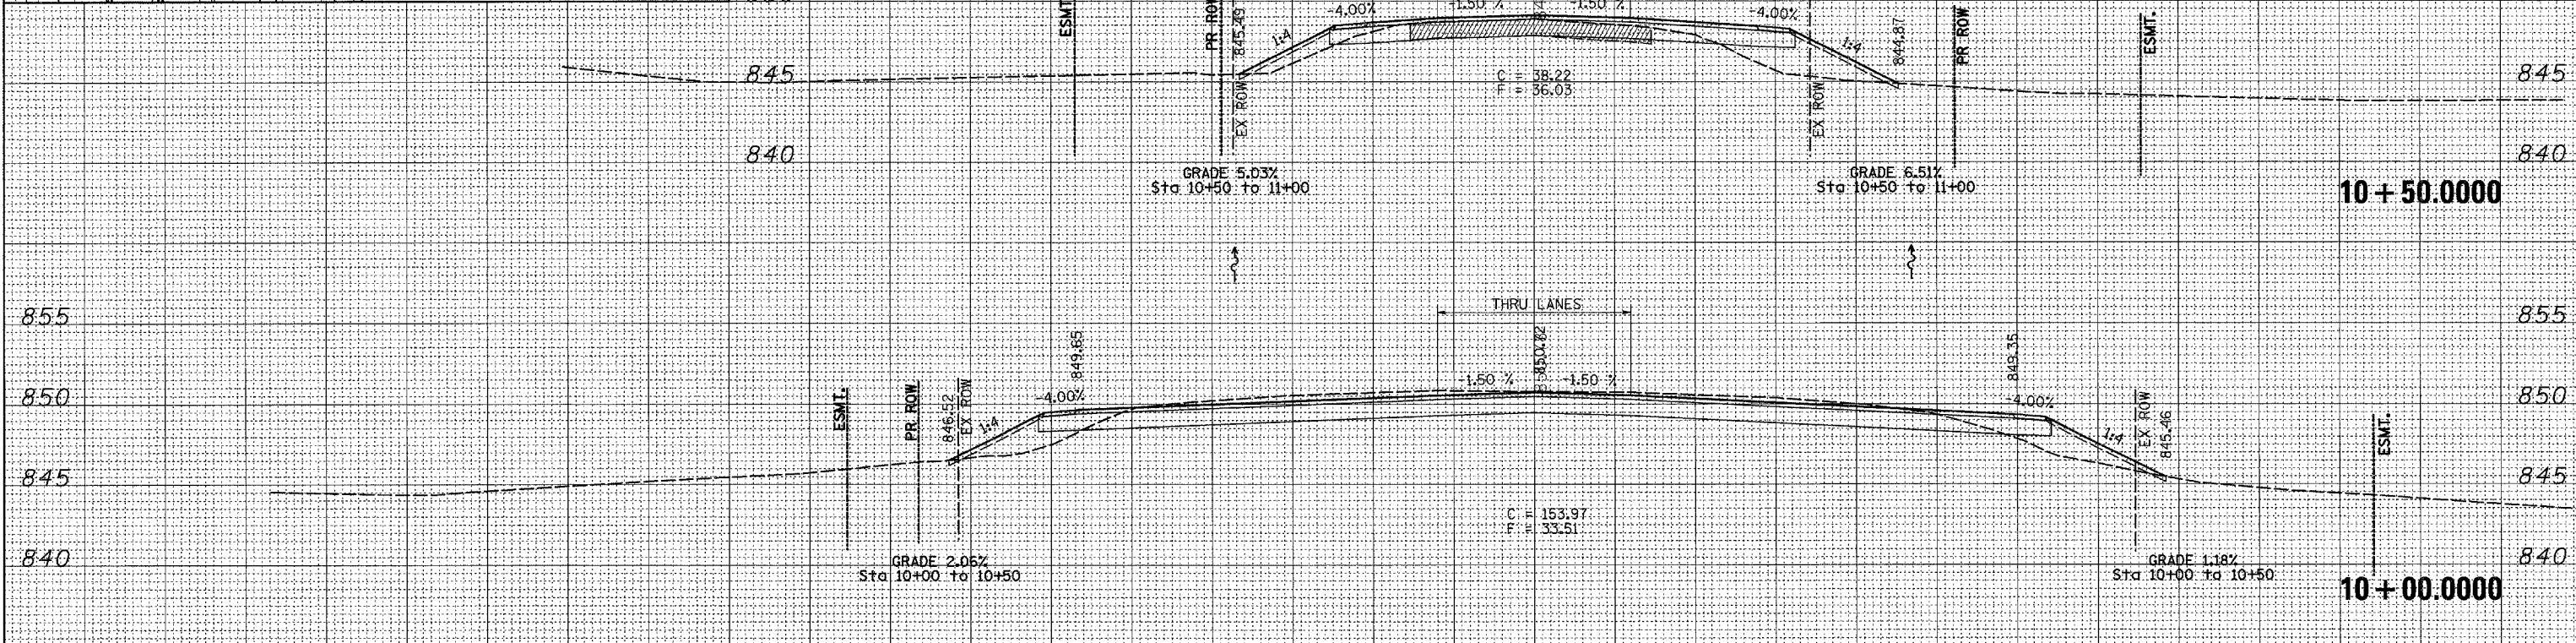 -4.00%
-1.50 %
-1.50 %
-4.00%
ESMT.
PR ROW
845.49
1:4
1:4
844.87
PR ROW
ESMT.
845
C = 38.22
F = 36.03
845
EX ROW
EX ROW
840
840
GRADE 5.03%
Sta 10+50 to 11+00
GRADE 6.51%
Sta 10+50 to 11+00
10+50.0000
THRU LANES
855
855
849.65
849.35
-1.50 %
-1.50 %
850
850
ESMT.
PR ROW
846.52
EX ROW
-4.00%
-4.00%
1:4
1:4
EX ROW
845.46
ESMT.
845
845
C = 153.97
F = 33.51
840
840
GRADE 2.06%
Sta 10+00 to 10+50
GRADE 1.18%
Sta 10+00 to 10+50
10+00.0000